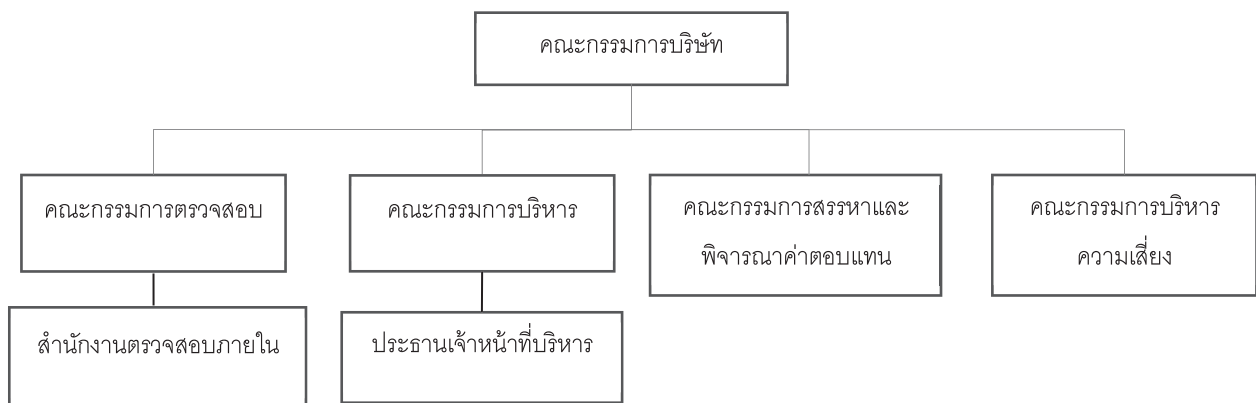 คณะกรรมการบริษัท
คณะกรรมการตรวจสอบ
คณะกรรมการบริหาร
คณะกรรมการสรรหาและ
พิจารณาค่าตอบแทน
คณะกรรมการบริหาร
ความเสี่ยง
สำนักงานตรวจสอบภายใน
ประธานเจ้าหน้าที่บริหาร